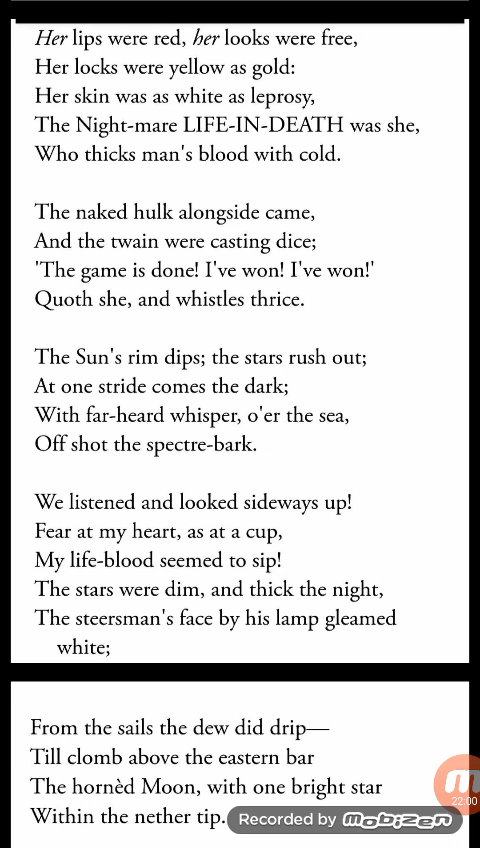 Her lips were red, her looks were free,
Her locks were yellow as gold:
Her skin was as white as leprosy,
The Night-mare LIFE-IN-DEATH was she,
Who thicks man's blood with cold.
The naked hulk alongside came,
And the twain were casting dice;
'The game is done! I've won! I've won!'
Quoth she, and whistles thrice.
The Sun's rim dips; the stars rush out;
At one stride comes the dark;
With far-heard whisper, o'er the sea,
Off shot the spectre-bark.
We listened and looked sideways up!
Fear at my heart, as at a cup,
My life-blood seemed to sip!
The stars were dim, and thick the night,
The steersman's face by his lamp gleamed
white;
From the sails the dew did drip—
Till clomb above the eastern bar
The hornèd Moon, with one bright star
Within the nether tip.
22:00
Recorded by mobizen